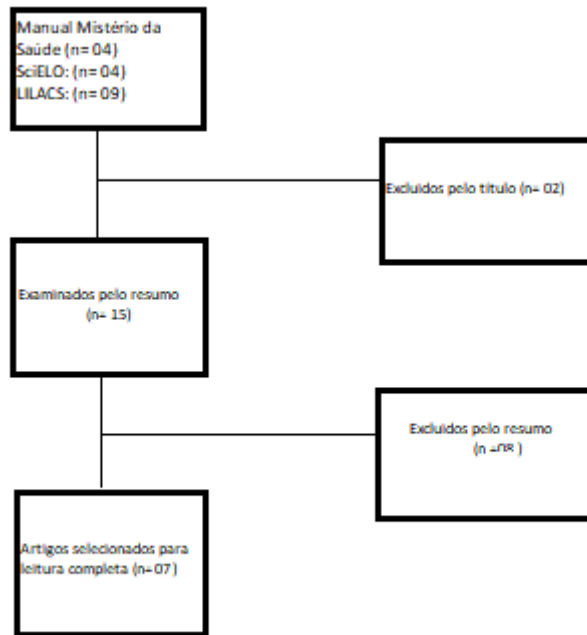 Manual Mistério da
Saúde (n= 04)
SciELO: (n= 04)
LILACS: (n= 09)
Excluidos pelo título (n= 02)
Examinados pelo resumo
(n= 15)
Excluidos pelo resumo
(n =08 )
Artigos selecionados para
leitura completa (n=07 )